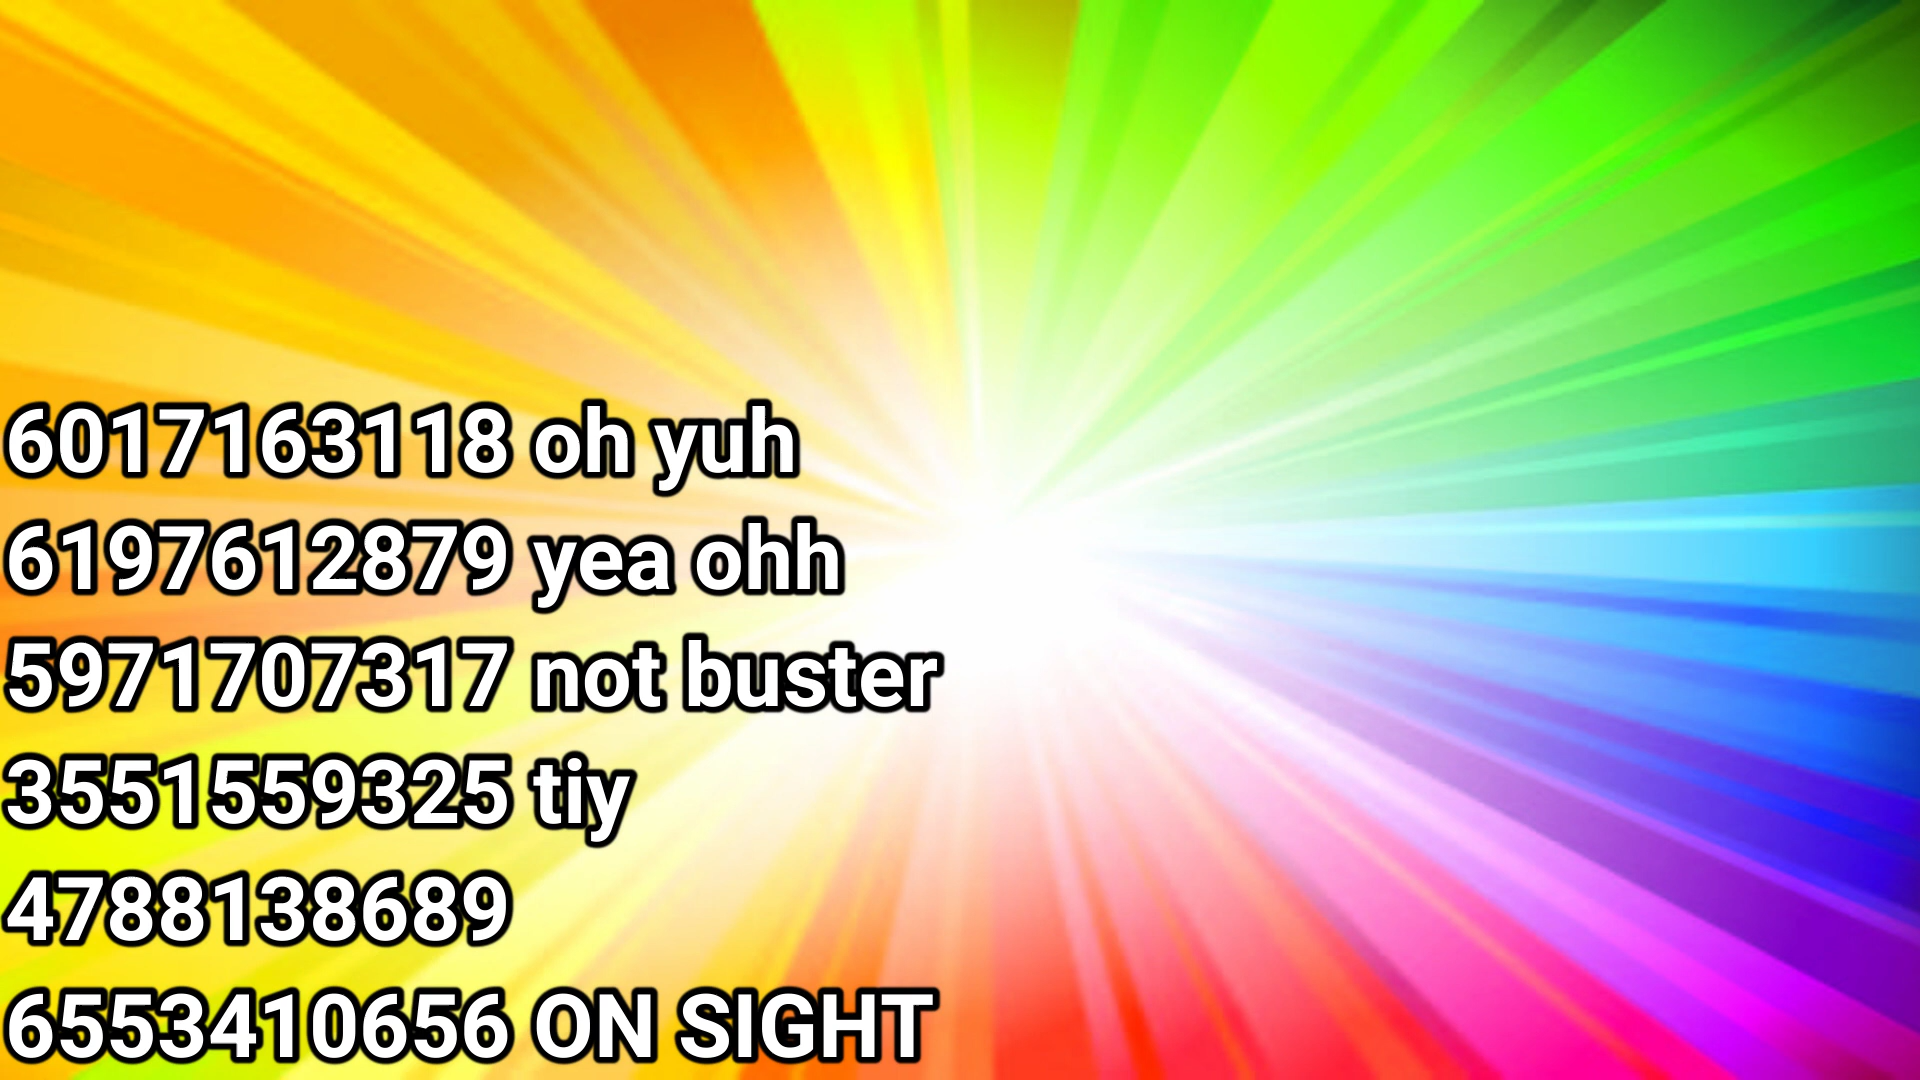 6017163118 oh yuh
6197612879 yea ohh
5971707317 not buster
3551559325 tiy
4788138689
6553410656 ON SIGHT